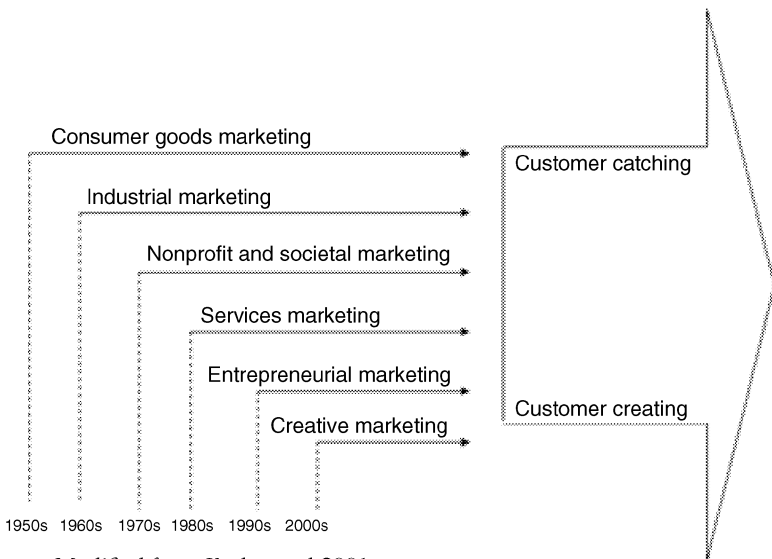 Consumer goods marketing
Customer catching
Industrial marketing
Nonprofit and societal marketing
Services marketing
Entrepreneurial marketing
Customer creating
Creative marketing
1950s 1960s 1970s 1980s 1990s 2000s